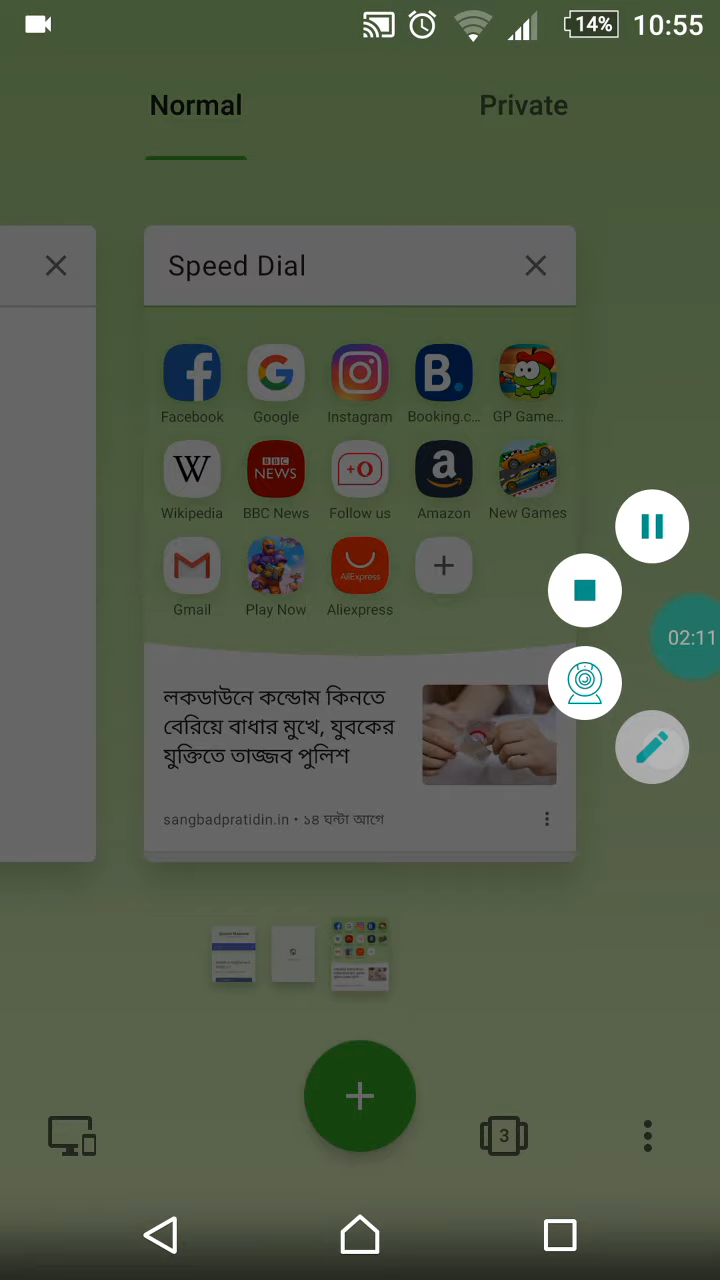 14% 10:55
Normal Private
Speed Dial
Facebook Google Instagram Booking.c... GP Game...
Wikipedia BBC News Follow us Amazon New Games
Gmail Play Now Aliexpress
লকডাউনে কন্ডোম কিনতে
বেরিয়ে বাধার মুখে, যুবকের
যুক্তিতে তাজ্জব পুলিশ
sangbadpratidin.in • ১৪ ঘন্টা আগে
02:11
3